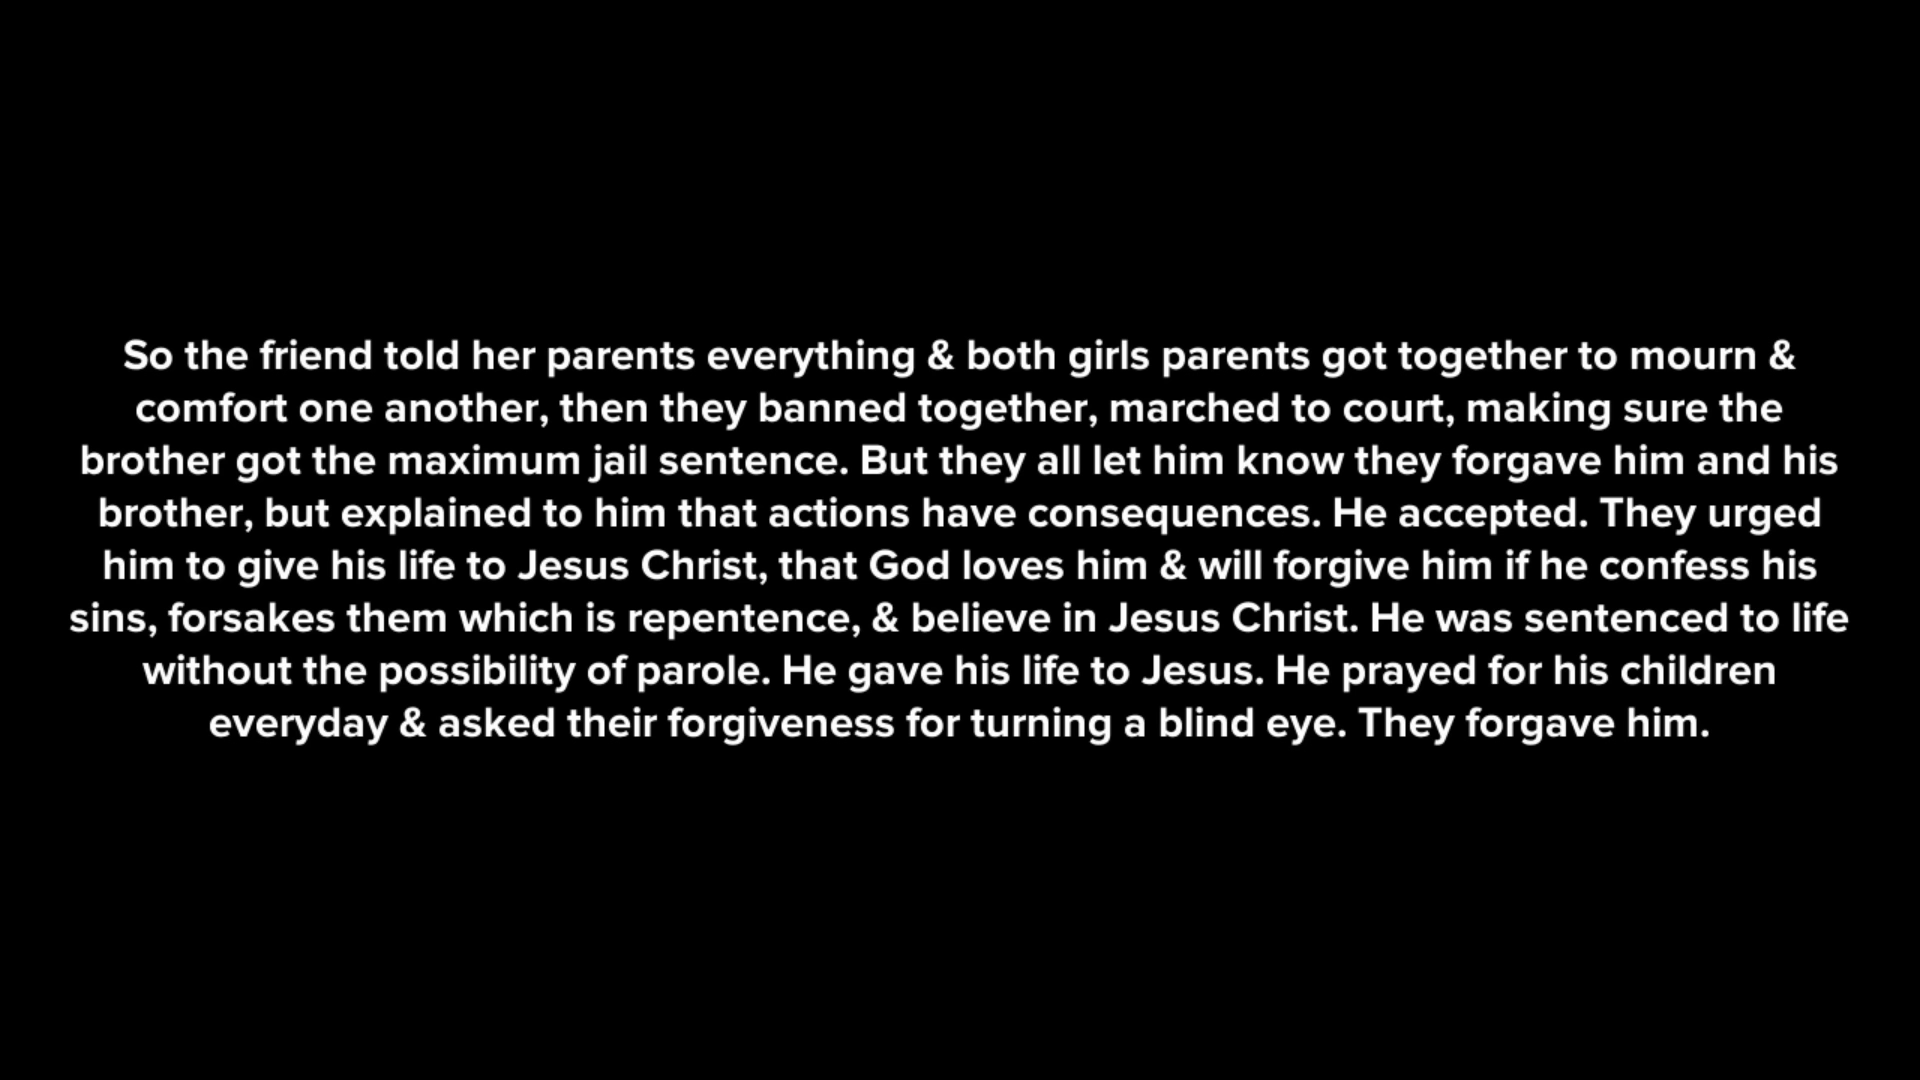 So the friend told her parents everything & both girls parents got together to mourn &
comfort one another, then they banned together, marched to court, making sure the
brother got the maximum jail sentence. But they all let him know they forgave him and his
brother, but explained to him that actions have consequences. He accepted. They urged
him to give his life to Jesus Christ, that God loves him & will forgive him if he confess his
sins, forsakes them which is repentence, & believe in Jesus Christ. He was sentenced to life
without the possibility of parole. He gave his life to Jesus. He prayed for his children
everyday & asked their forgiveness for turning a blind eye. They forgave him.